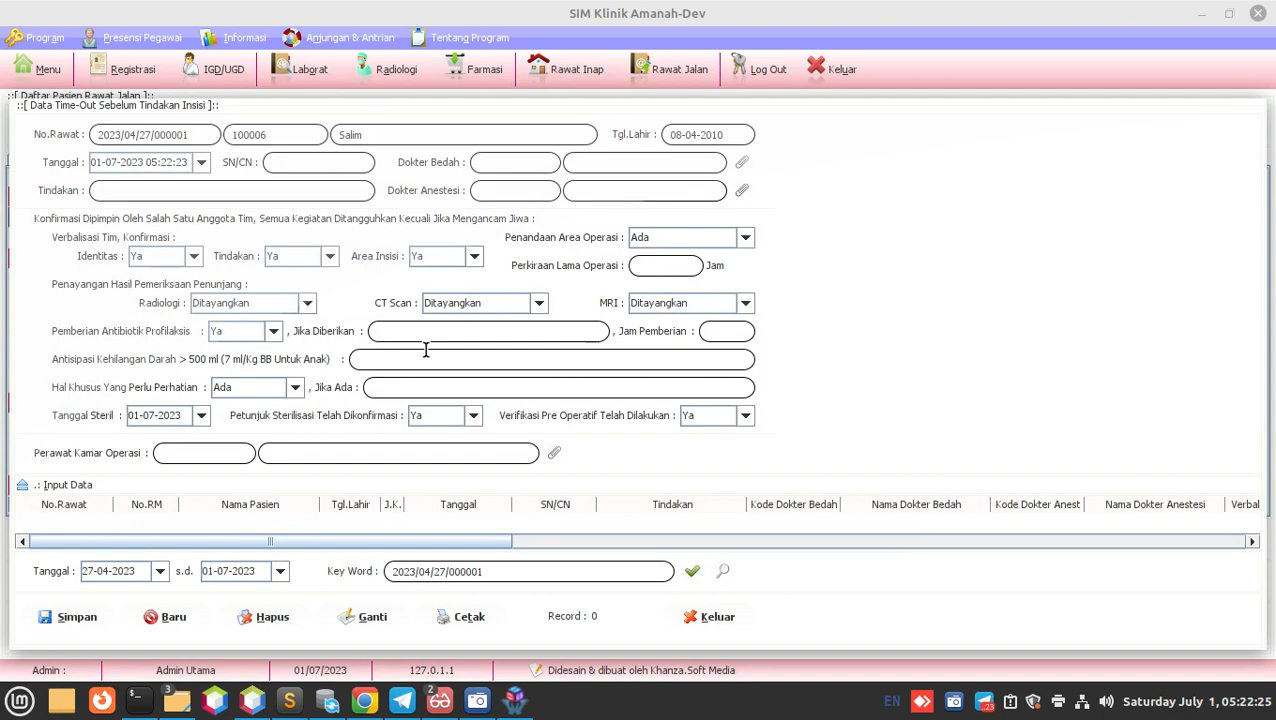 SIM Klinik Amanah-Dev
Program Presensi Pegawai Informasi Anjungan & Antrian Tentang Program
Menu Registrasi IGD/UGD Laborat Radiologi Farmasi Rawat Inap Rawat Jalan Log Out Keluar
::[ Daftar Pasien Rawat Jalan ]::
::[ Data Time-Out Sebelum Tindakan Insisi ]::
No.Rawat : 2023/04/27/000001 100006 Salim Tgl.Lahir : 08-04-2010
Tanggal : 01-07-2023 05:22:23 SN/CN : Dokter Bedah :
Tindakan : Dokter Anestesi :
Konfirmasi Dipimpin Oleh Salah Satu Anggota Tim, Semua Kegiatan Ditangguhkan Kecuali Jika Mengancam Jiwa :
Verbalisasi Tim, Konfirmasi : Penandaan Area Operasi : Ada
Identitas : Ya Tindakan : Ya Area Insisi : Ya
Perkiraan Lama Operasi : Jam
Penayangan Hasil Pemeriksaan Penunjang :
Radiologi : Ditayangkan CT Scan : Ditayangkan MRI : Ditayangkan
Pemberian Antibiotik Profilaksis : Ya , Jika Diberikan : , Jam Pemberian :
Antisipasi Kehilangan Darah > 500 ml (7 ml/Kg BB Untuk Anak) :
Hal Khusus Yang Perlu Perhatian : Ada , Jika Ada :
Tanggal Steril : 01-07-2023 Petunjuk Sterilisasi Telah Dikonfirmasi : Ya Verifikasi Pre Operatif Telah Dilakukan : Ya
Perawat Kamar Operasi :
.: Input Data
No.Rawat No.RM Nama Pasien Tgl.Lahir J.K. Tanggal SN/CN Tindakan Kode Dokter Bedah Nama Dokter Bedah Kode Dokter Anest Nama Dokter Anestesi Verbal
Tanggal : 27-04-2023 s.d. 01-07-2023 Key Word : 2023/04/27/000001
Simpan Baru Hapus Ganti Cetak Record : 0 Keluar
Admin : Admin Utama 01/07/2023 127.0.1.1 Didesain & dibuat oleh Khanza.Soft Media
3 2 EN 23 Saturday July 1, 05:22:25